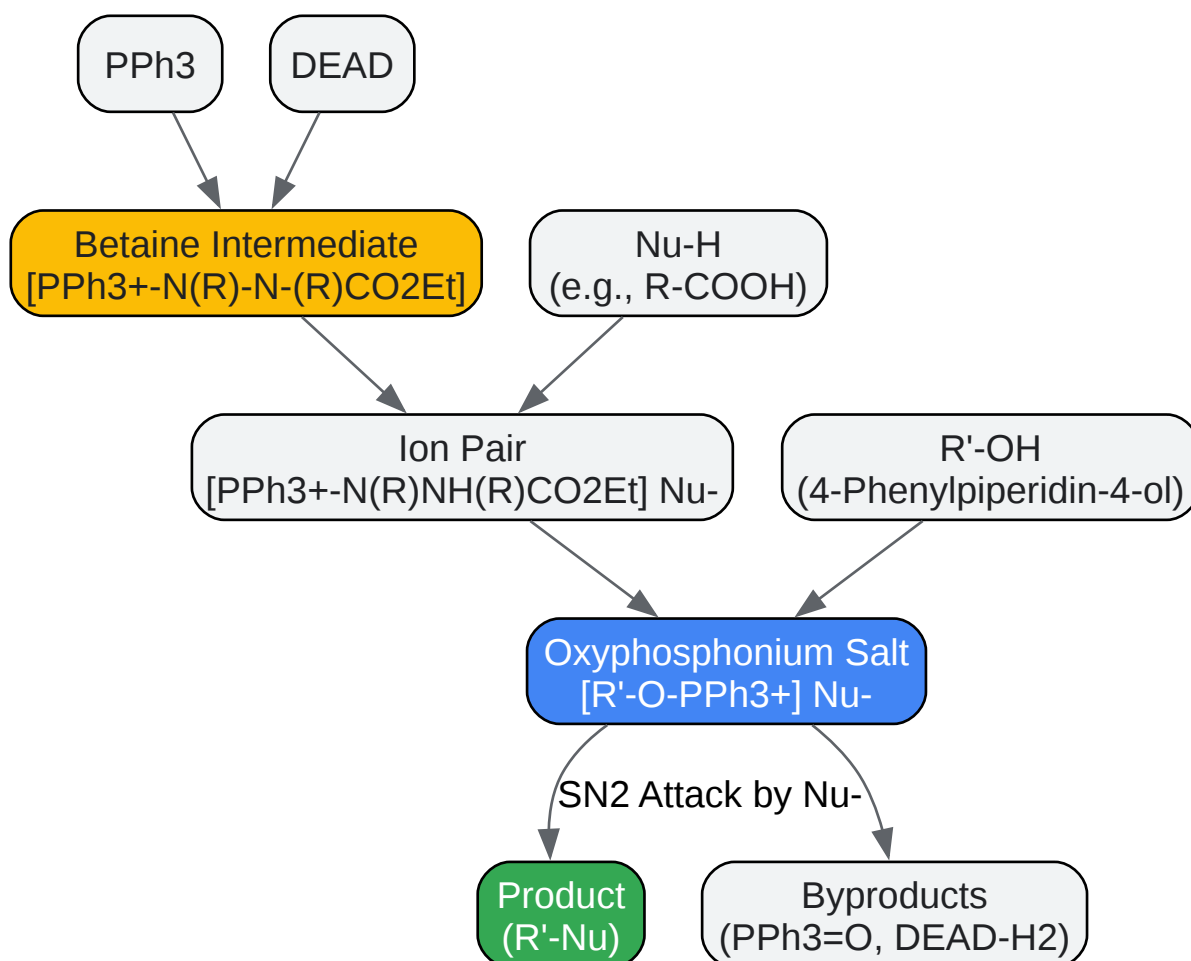 PPh3
DEAD
Betaine Intermediate
[PPh3+-N(R)-N-(R)CO2Et]
Nu-H
(e.g., R-COOH)
Ion Pair
[PPh3+-N(R)NH(R)CO2Et] Nu-
R'-OH
(4-Phenylpiperidin-4-ol)
Oxyphosphonium Salt
[R'-O-PPh3+] Nu-
SN2 Attack by Nu-
Product
(R'-Nu)
Byproducts
(PPh3=O, DEAD-H2)